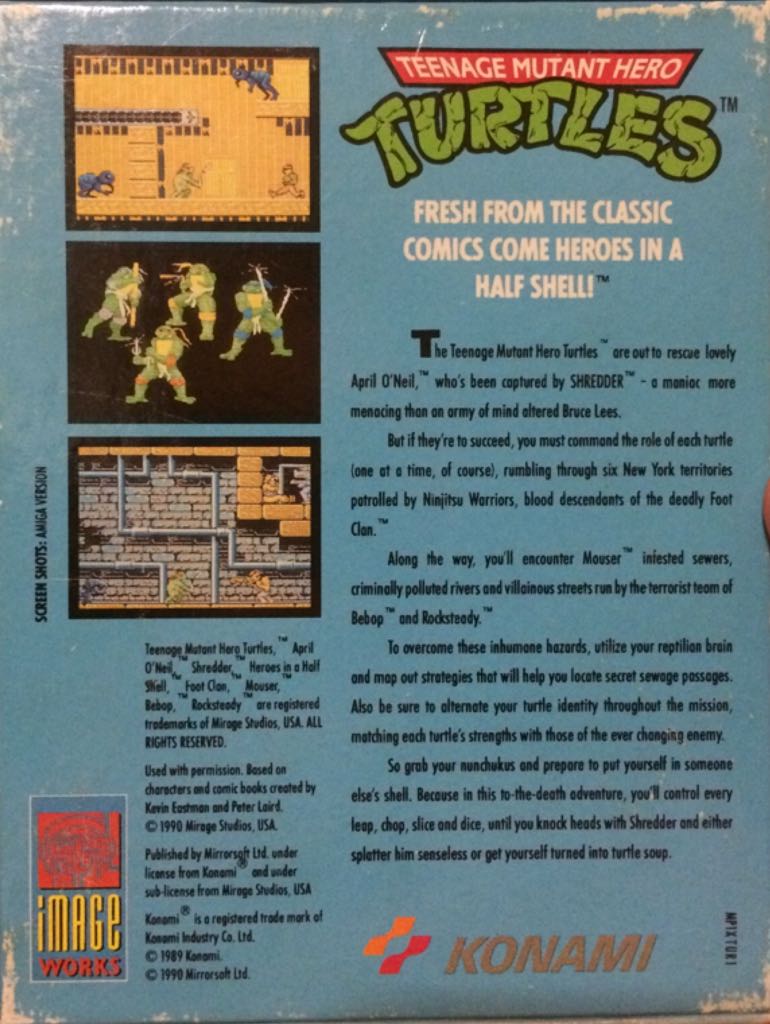 TEENAGE MUTANT HERO
TURTLES™
FRESH FROM THE CLASSIC
COMICS COME HEROES IN A
HALF SHELL!™
The Teenage Mutant Hero Turtles™ are out to rescue lovely
April O'Neil,™ who's been captured by SHREDDER™ - a maniac more
menacing than an army of mind altered Bruce Lees.
But if they're to succeed, you must command the role of each turtle
(one at a time, of course), rumbling through six New York territories
patrolled by Ninjitsu Warriors, blood descendants of the deadly Foot
Clan.™
Along the way, you'll encounter Mouser™ infested sewers,
criminally polluted rivers and villainous streets run by the terrorist team of
Bebop™ and Rocksteady.™
To overcome these inhumane hazards, utilize your reptilian brain
and map out strategies that will help you locate secret sewage passages.
Also be sure to alternate your turtle identity throughout the mission,
matching each turtle's strengths with those of the ever changing enemy.
So grab your nunchukus and prepare to put yourself in someone
else's shell. Because in this to-the-death adventure, you'll control every
leap, chop, slice and dice, until you knock heads with Shredder and either
splatter him senseless or get yourself turned into turtle soup.
SCREEN SHOTS: AMIGA VERSION
Teenage Mutant Hero Turtles,™ April
O'Neil,™ Shredder,™ Heroes in a Half
Shell,™ Foot Clan,™ Mouser,™
Bebop,™ Rocksteady™ are registered
trademarks of Mirage Studios, USA. ALL
RIGHTS RESERVED.
Used with permission. Based on
characters and comic books created by
Kevin Eastman and Peter Laird.
© 1990 Mirage Studios, USA.
Published by Mirrorsoft Ltd. under
license from Konami® and under
sub-license from Mirage Studios, USA
Konami® is a registered trade mark of
Konami Industry Co. Ltd.
© 1989 Konami.
© 1990 Mirrorsoft Ltd.
iMAGE
WORKS
KONAMI
MPIXTUR1